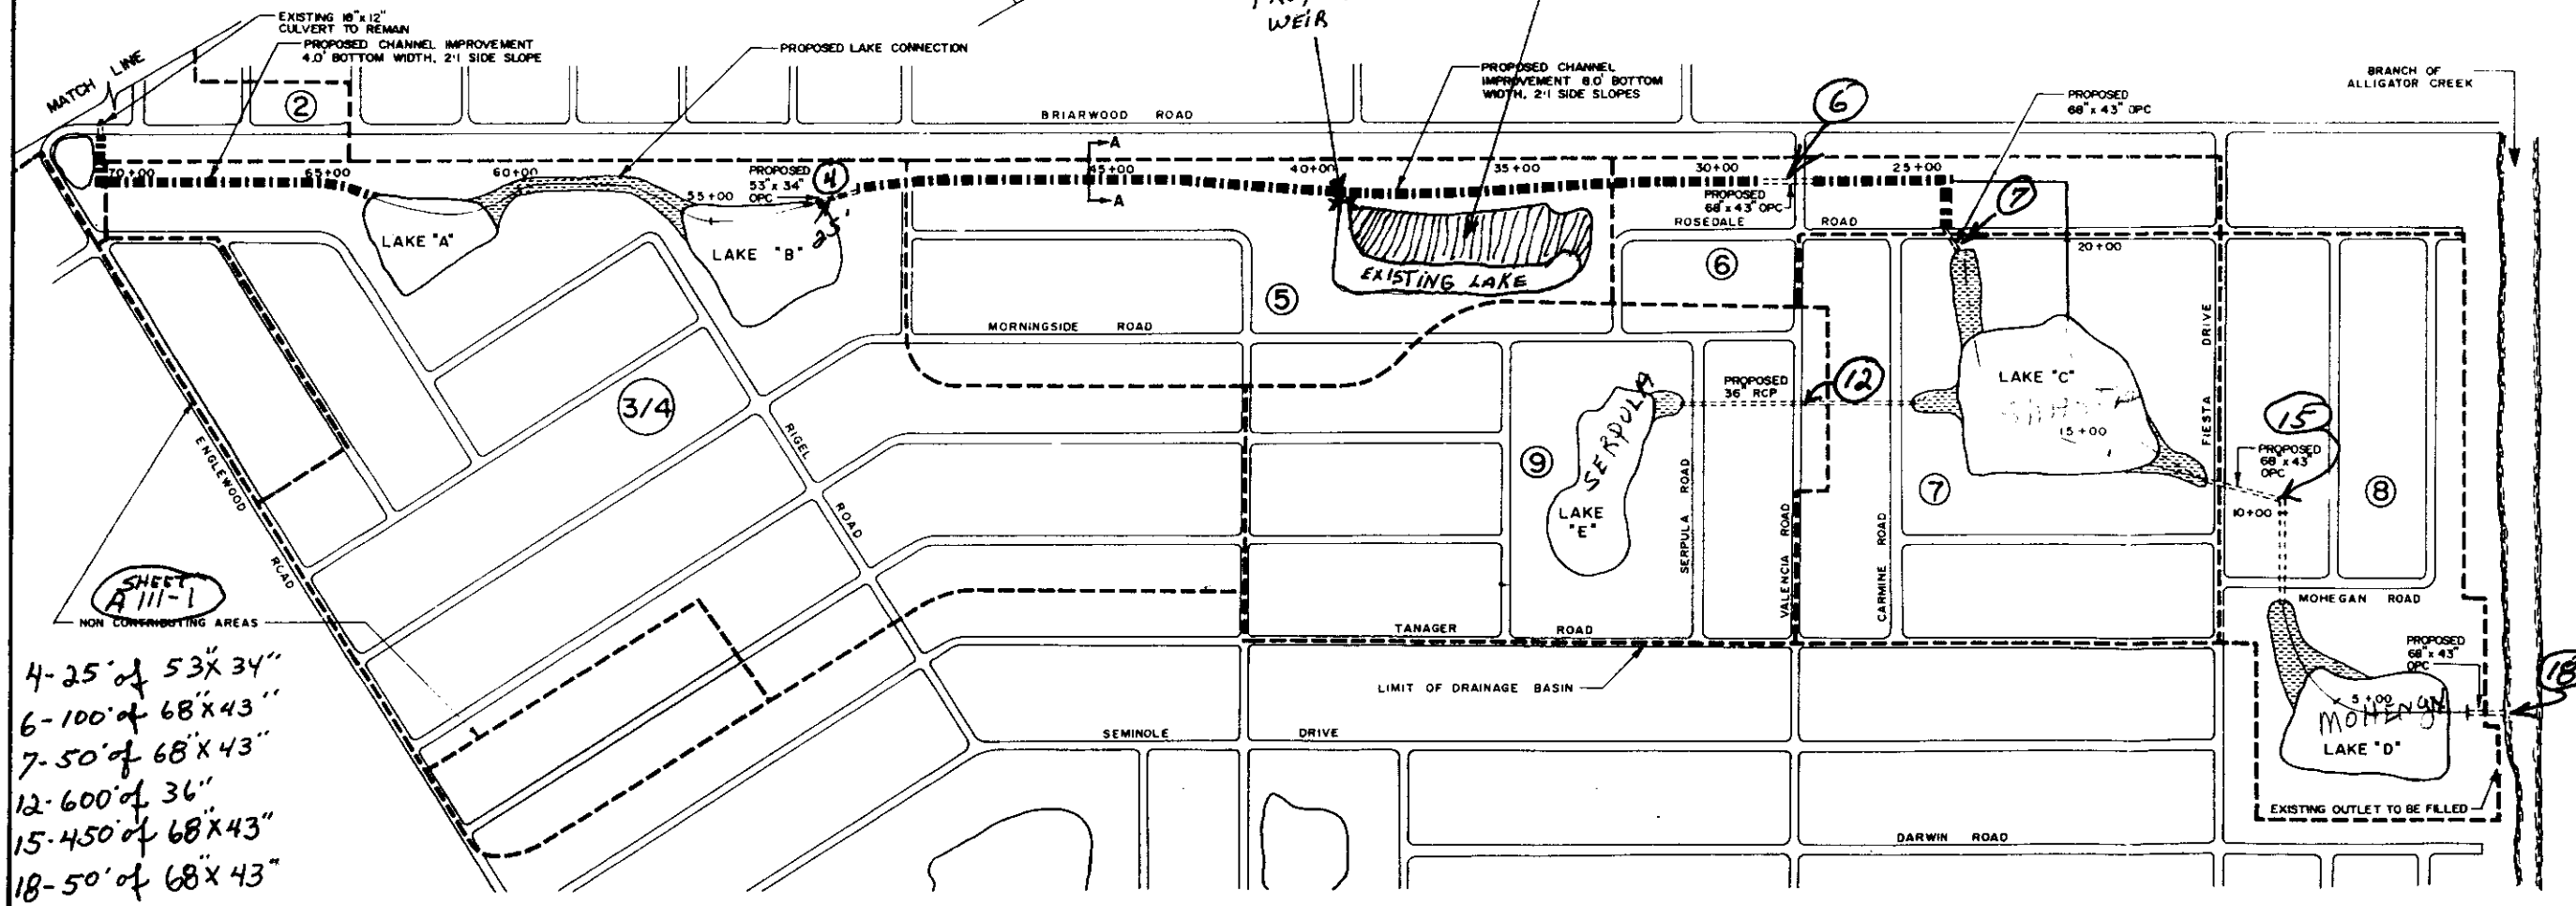 EXISTING 18"x12"
CULVERT TO REMAIN
PROPOSED CHANNEL IMPROVEMENT
4.0' BOTTOM WIDTH, 2:1 SIDE SLOPE
MATCH LINE
2
PROPOSED LAKE CONNECTION
WEIR
PROPOSED CHANNEL
IMPROVEMENT 8.0' BOTTOM
WIDTH, 2:1 SIDE SLOPES
6
PROPOSED
68"x 43" OPC
BRANCH OF
ALLIGATOR CREEK
BRIARWOOD ROAD
A
A
70+00
65+00
60+00
55+00
PROPOSED
53"x 34"
OPC
4
25'
45+00
40+00
35+00
30+00
25+00
PROPOSED
68"x 43" OPC
7
ROSEDALE ROAD
20+00
LAKE "A"
LAKE "B"
EXISTING LAKE
5
6
MORNINGSIDE ROAD
3/4
RIGEL ROAD
ENGLEWOOD ROAD
PROPOSED
36" RCP
12
SERPULA
LAKE
"E"
9
SERPULA ROAD
VALENCIA ROAD
CARMINE ROAD
LAKE "C"
15+00
7
FIESTA DRIVE
15
PROPOSED
68"x 43"
OPC
10+00
8
MOHEGAN ROAD
SHEET
A 111-1
NON CONTRIBUTING AREAS
TANAGER ROAD
LIMIT OF DRAINAGE BASIN
SEMINOLE DRIVE
PROPOSED
68"x 43"
OPC
18
5+00
LAKE "D"
EXISTING OUTLET TO BE FILLED
DARWIN ROAD
4-25' of 53"x 34"
6-100' of 68"x43"
7-50' of 68"x 43"
12-600' of 36"
15-450' of 68"x43"
18-50' of 68"x 43"